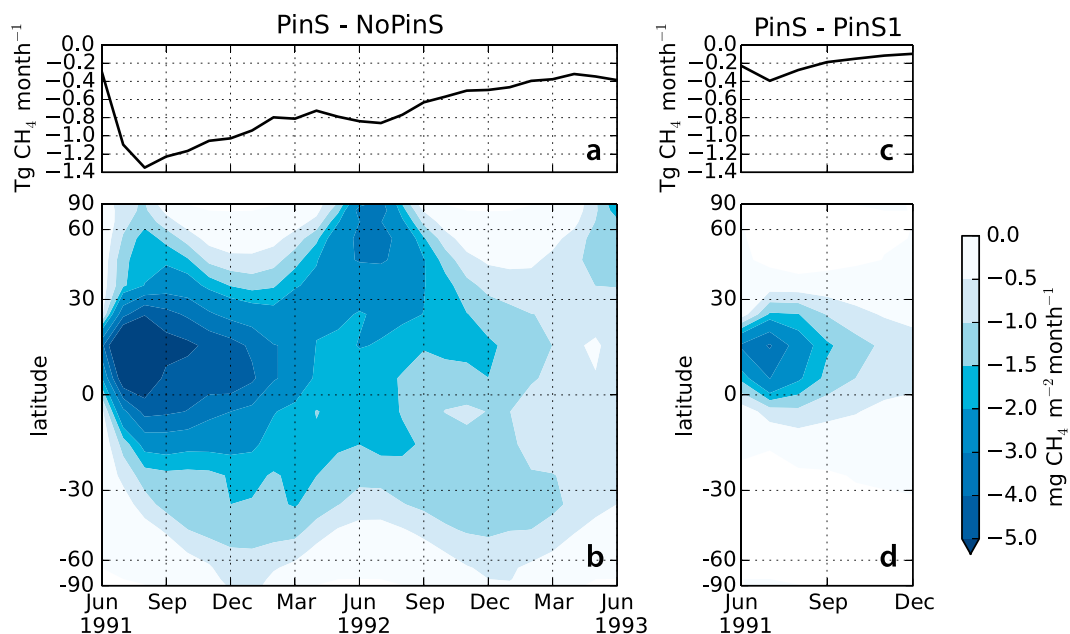 PinS - NoPinS
PinS - PinS1
Tg CH₄ month⁻¹
0.0
−0.2
−0.4
−0.6
−0.8
−1.0
−1.2
−1.4
a
Tg CH₄ month⁻¹
0.0
−0.2
−0.4
−0.6
−0.8
−1.0
−1.2
−1.4
c
latitude
90
60
30
0
-30
-60
-90
b
Jun Sep Dec Mar Jun Sep Dec Mar Jun
1991 1992 1993
latitude
90
60
30
0
-30
-60
-90
d
Jun Sep Dec
1991
0.0
−0.5
−1.0
−1.5
−2.0
−3.0
−4.0
−5.0
mg CH₄ m⁻² month⁻¹